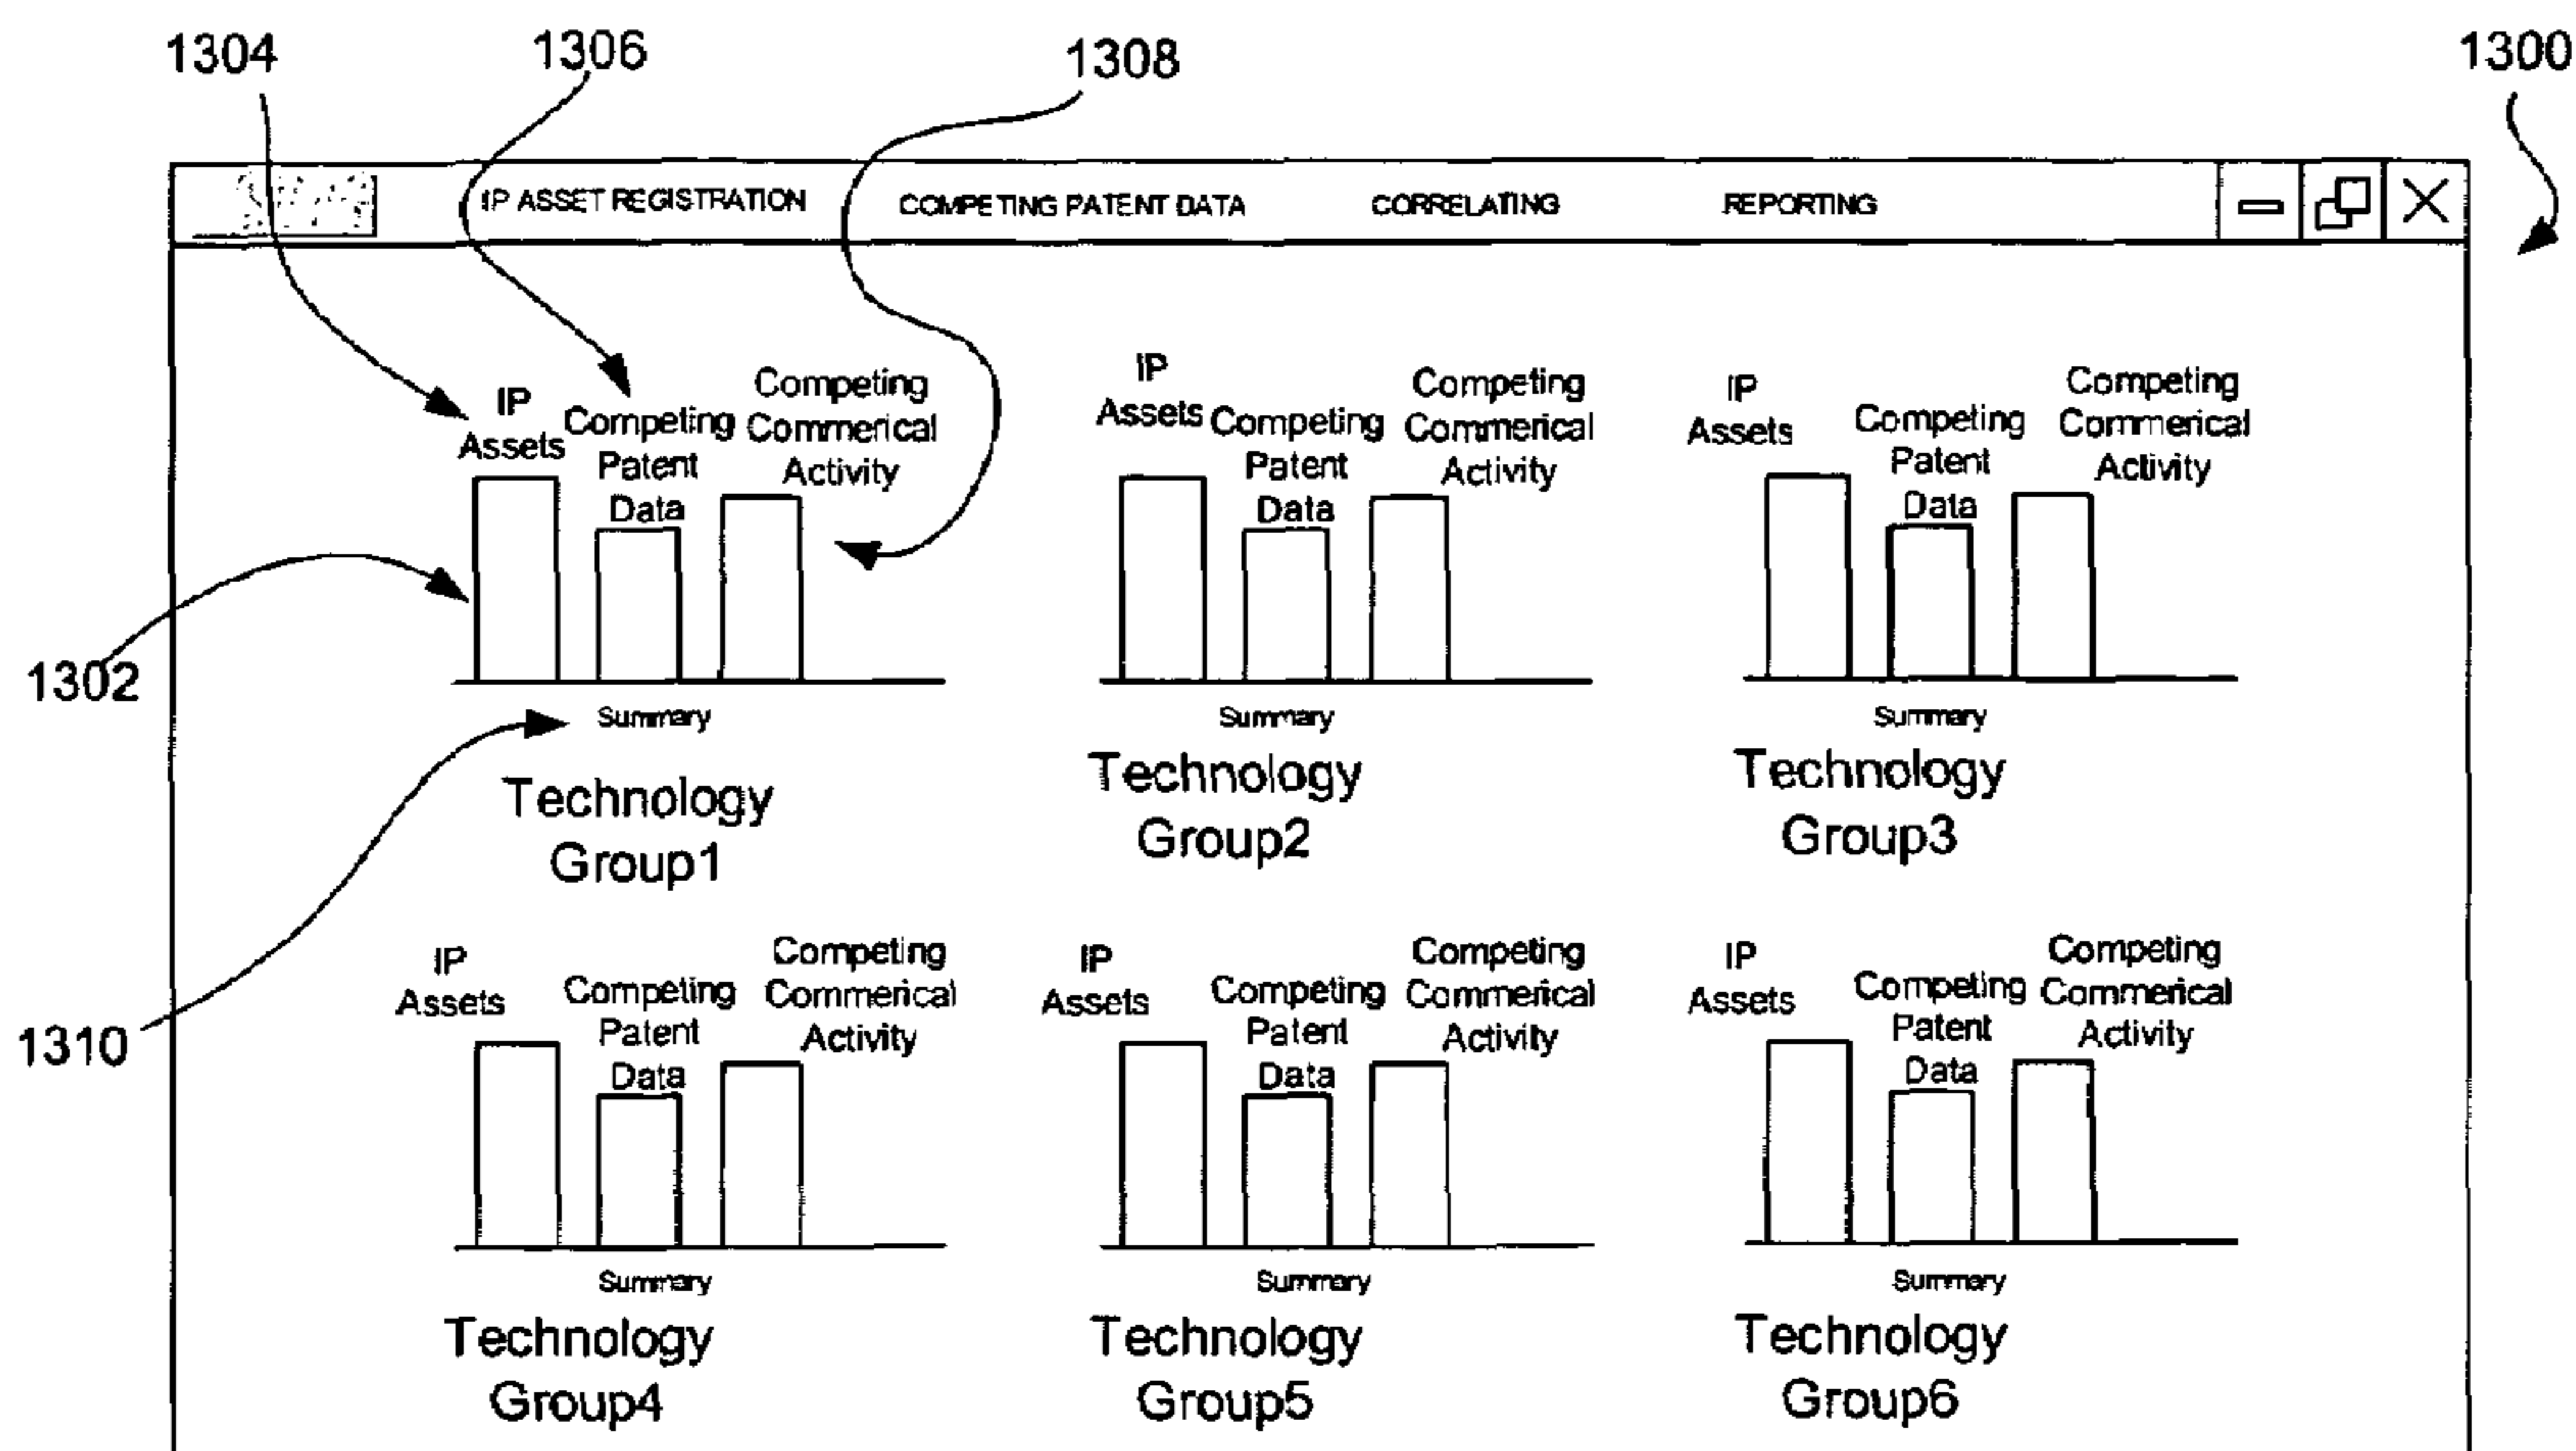 1304
1306
1308
1300
IP ASSET REGISTRATION COMPETING PATENT DATA CORRELATING REPORTING
IP
Assets
Competing
Patent
Data
Competing
Commerical
Activity
IP
Assets
Competing
Patent
Data
Competing
Commerical
Activity
IP
Assets
Competing
Patent
Data
Competing
Commerical
Activity
1302
Summary
Technology
Group1
Summary
Technology
Group2
Summary
Technology
Group3
1310
IP
Assets
Competing
Patent
Data
Competing
Commerical
Activity
IP
Assets
Competing
Patent
Data
Competing
Commerical
Activity
IP
Assets
Competing
Patent
Data
Competing
Commerical
Activity
Summary
Technology
Group4
Summary
Technology
Group5
Summary
Technology
Group6